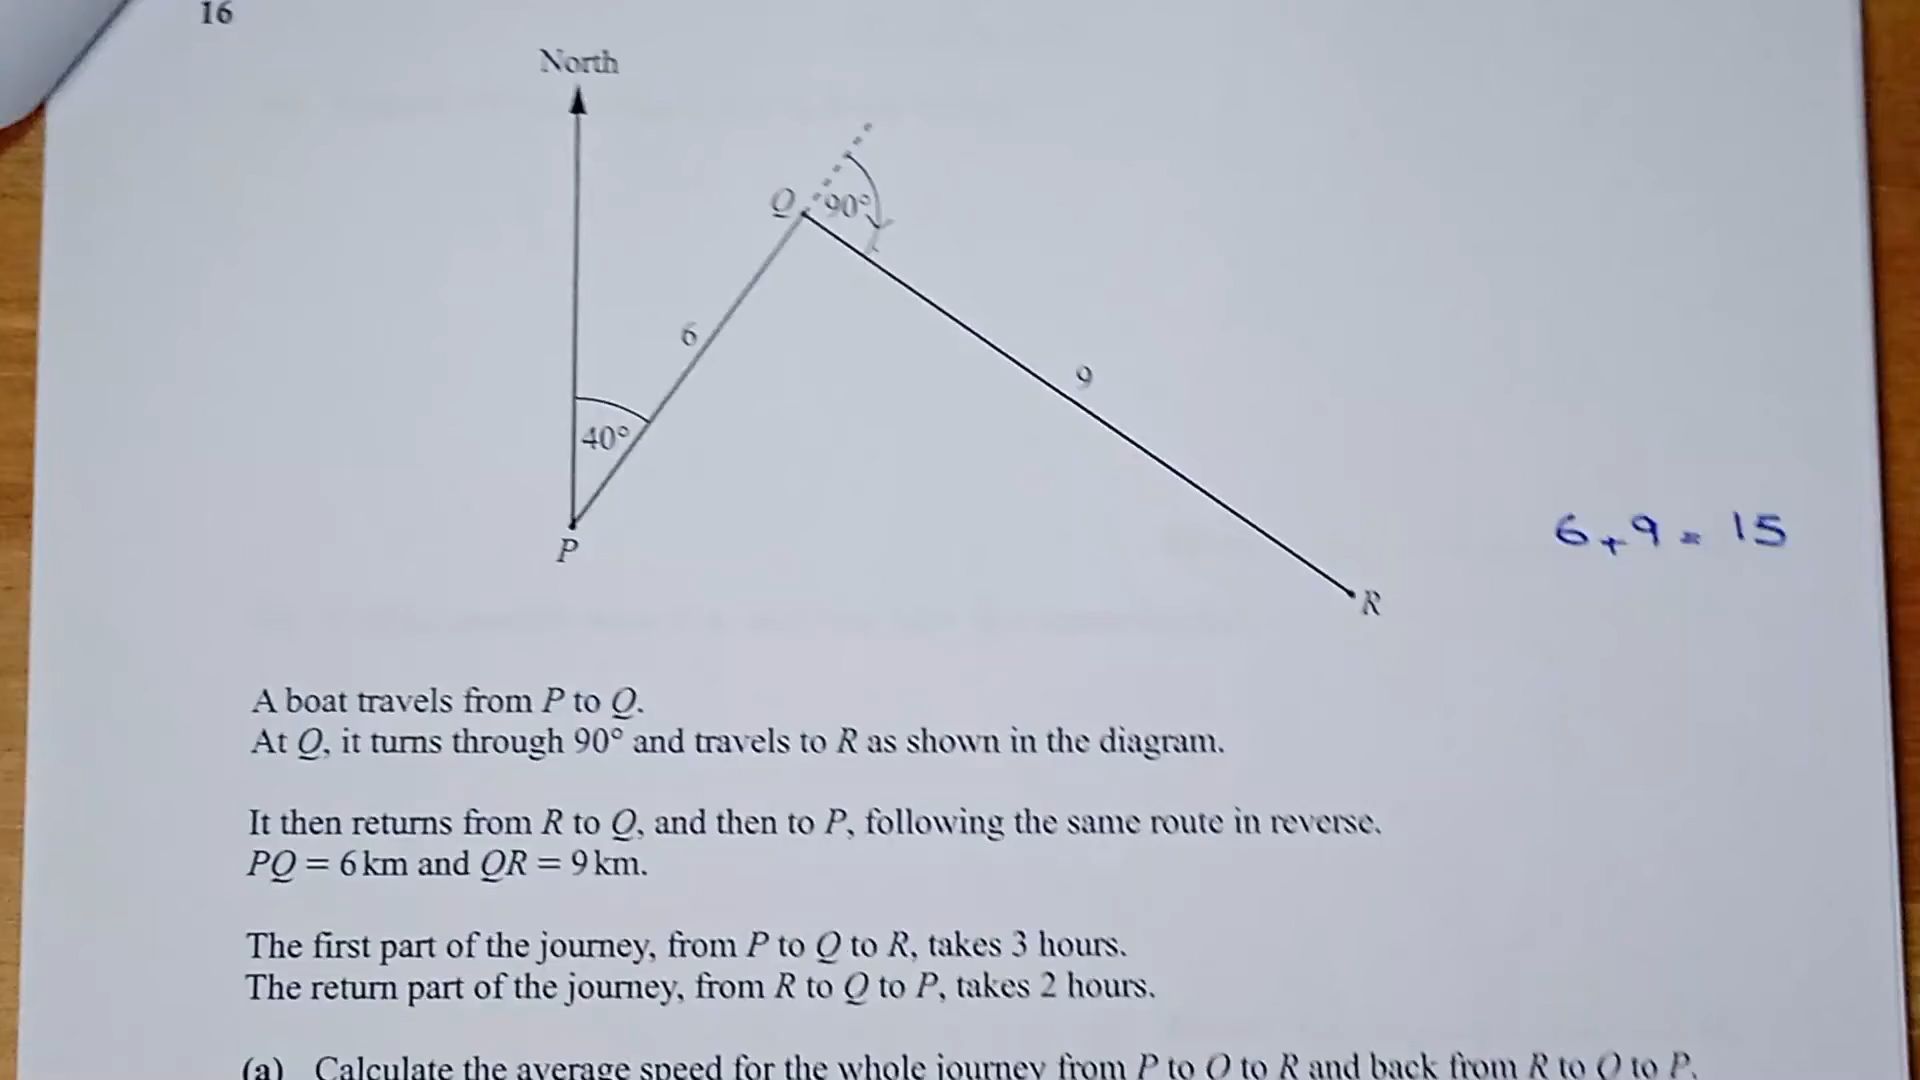 16
North
Q 90°
6
9
40°
6+9 = 15
P
R
A boat travels from P to Q.
At Q, it turns through 90° and travels to R as shown in the diagram.
It then returns from R to Q, and then to P, following the same route in reverse.
PQ = 6 km and QR = 9 km.
The first part of the journey, from P to Q to R, takes 3 hours.
The return part of the journey, from R to Q to P, takes 2 hours.
(a) Calculate the average speed for the whole journey from P to Q to R and back from R to Q to P.